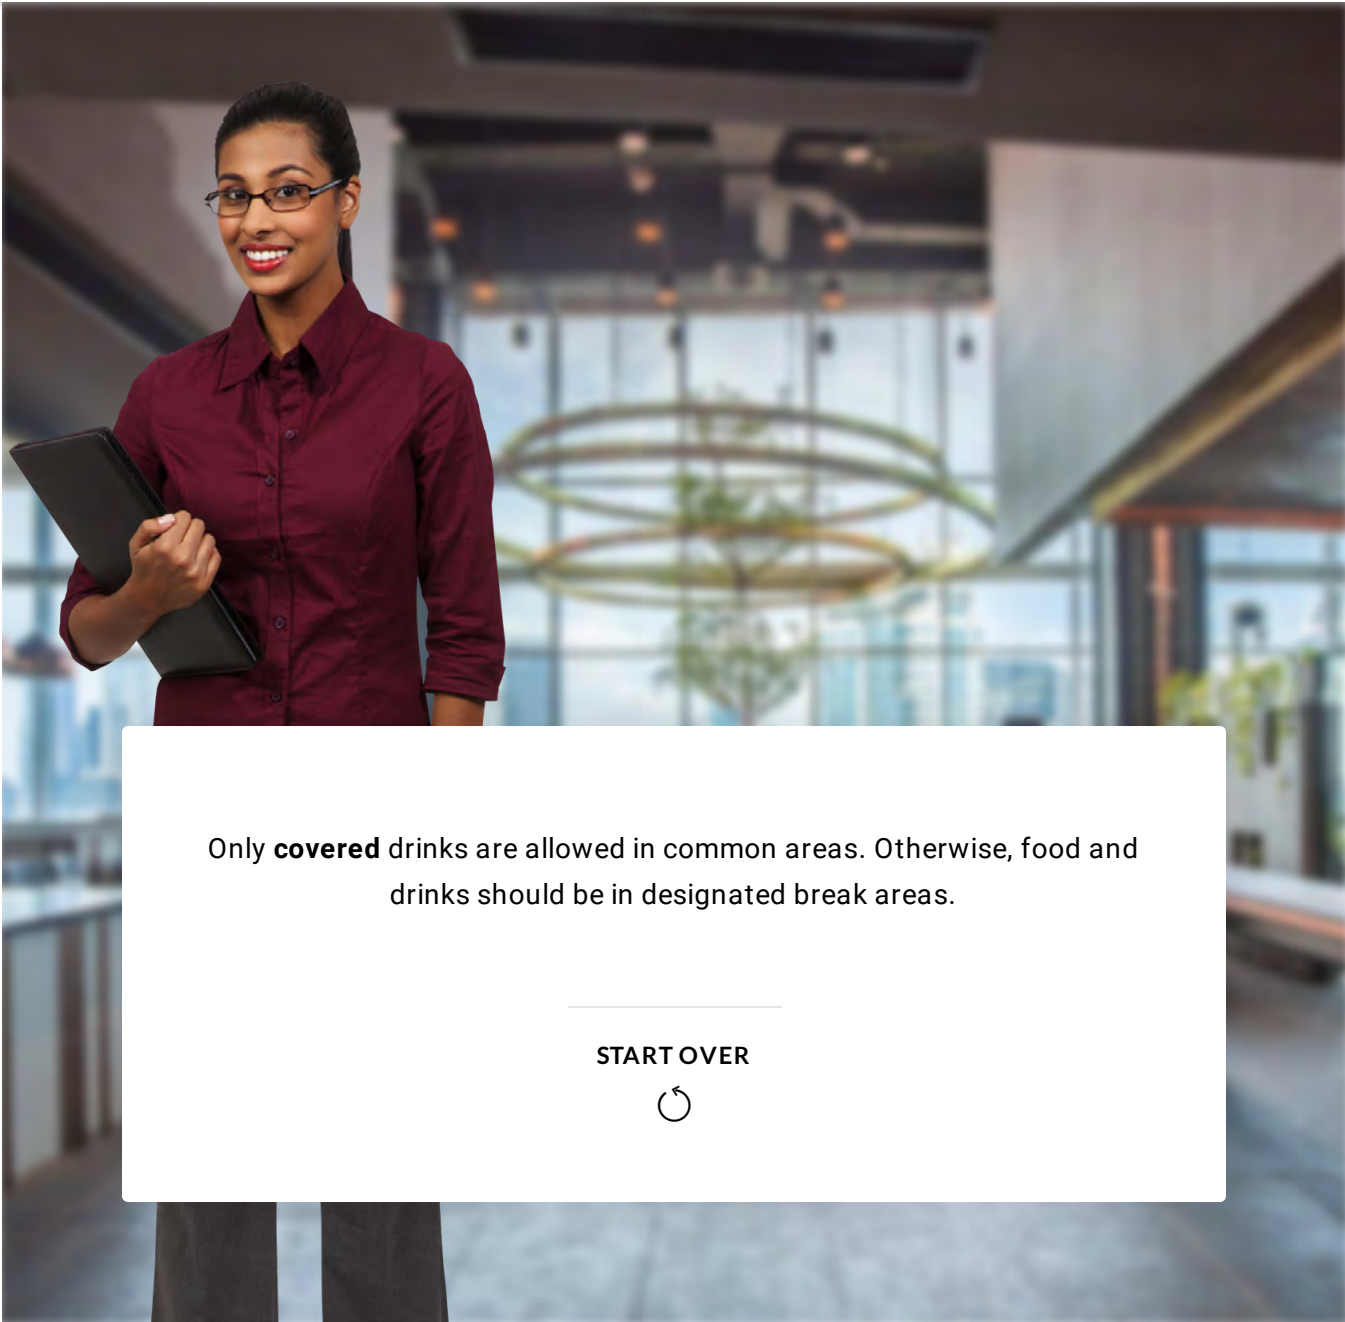 Only covered drinks are allowed in common areas. Otherwise, food and
drinks should be in designated break areas.
START OVER